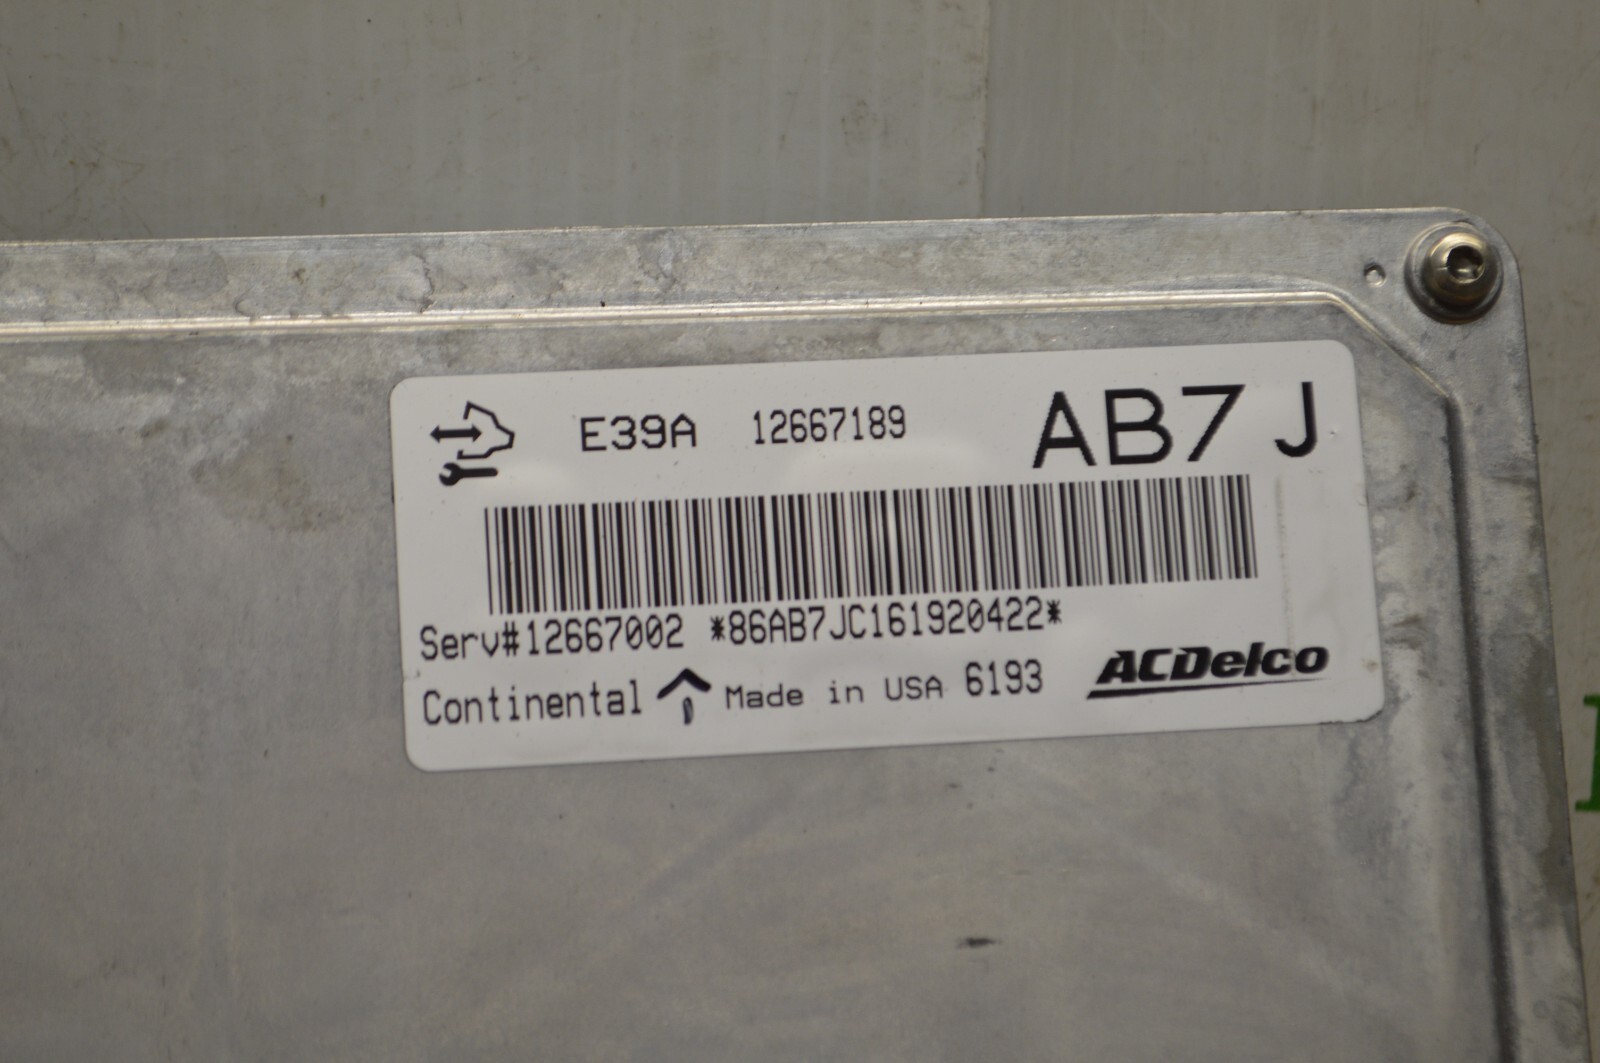 E39A 12667189 AB7 J
Serv#12667002 *86AB7JC161920422*
Continental Made in USA 6193 ACDelco